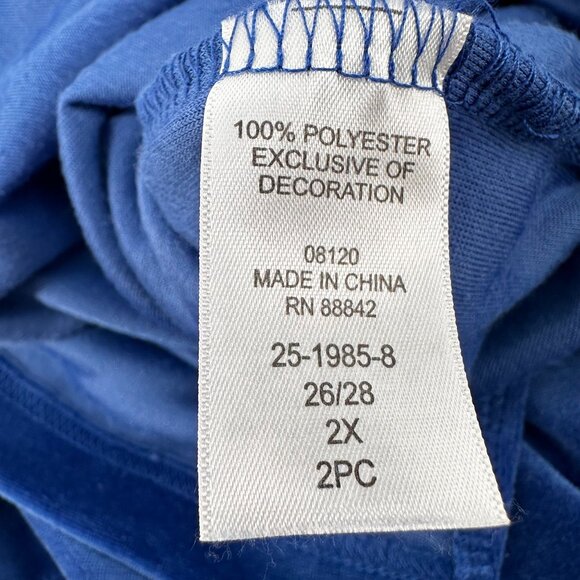 100% POLYESTER
EXCLUSIVE OF
DECORATION
08120
MADE IN CHINA
RN 88842
25-1985-8
26/28
2X
2PC